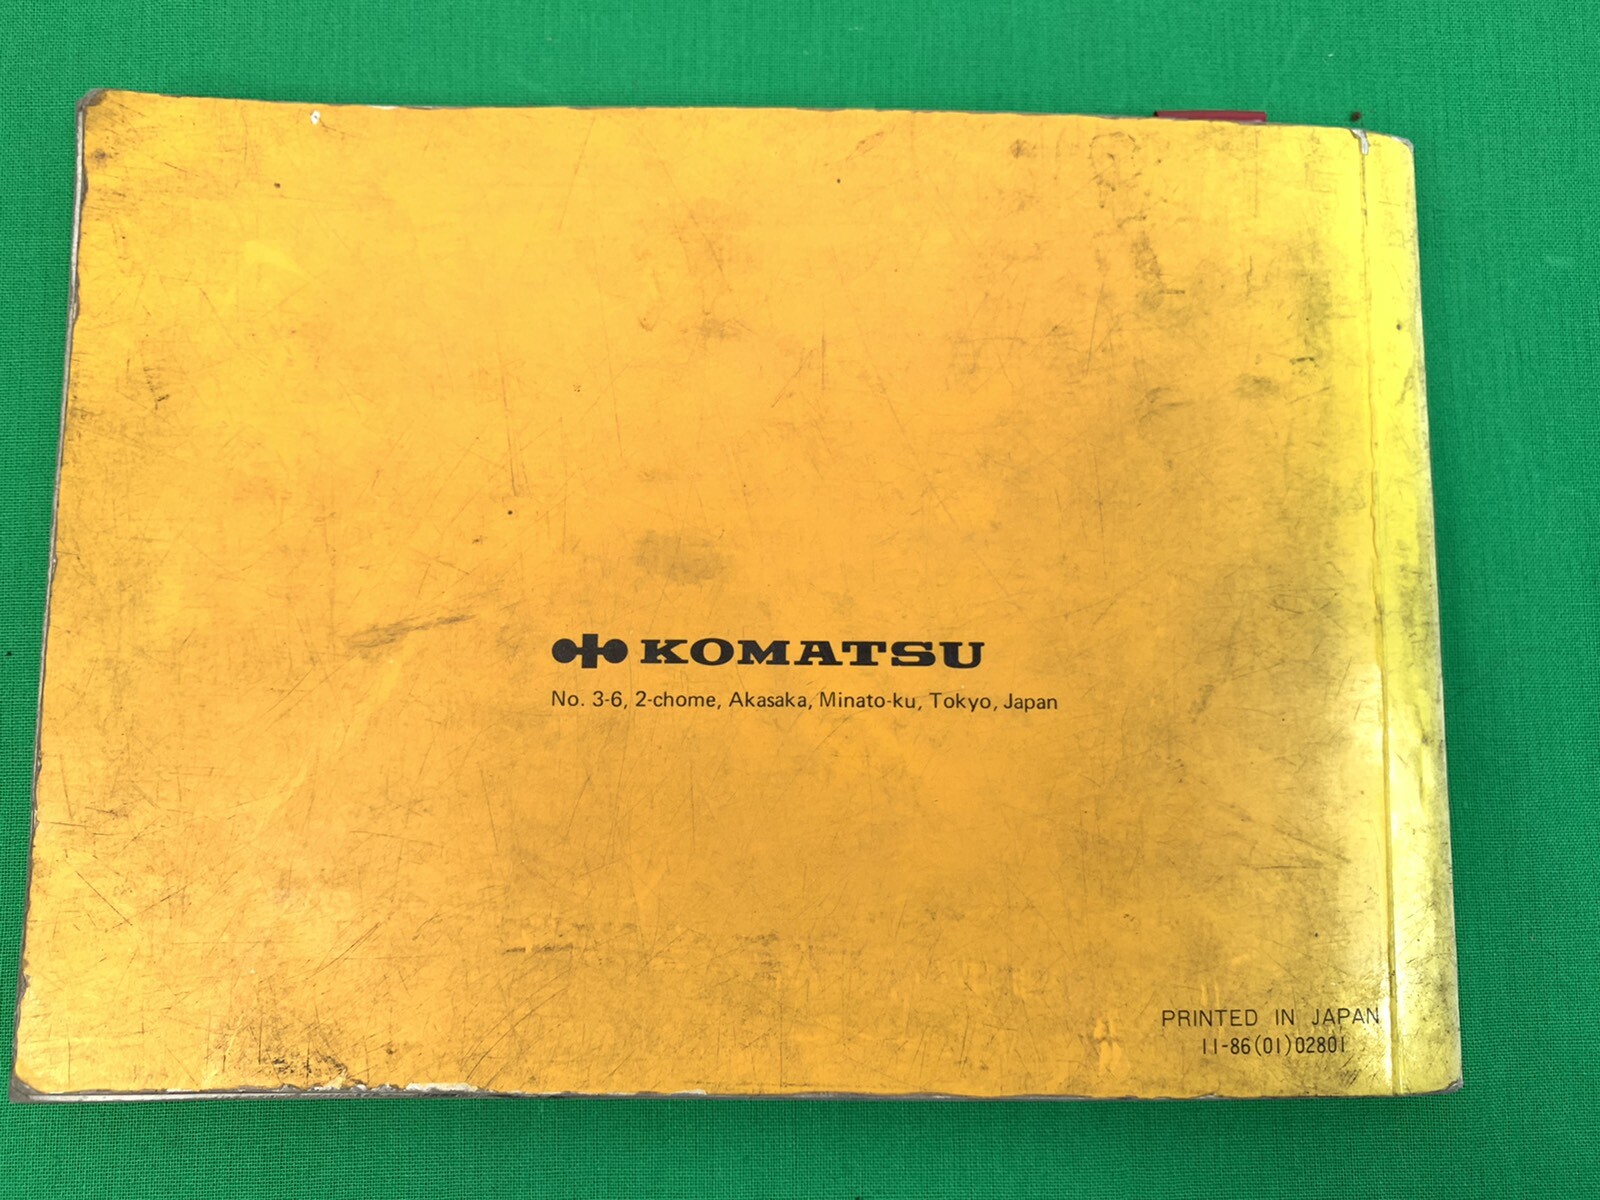 KOMATSU
No. 3-6, 2-chome, Akasaka, Minato-ku, Tokyo, Japan
PRINTED IN JAPAN
11-86(01)02801